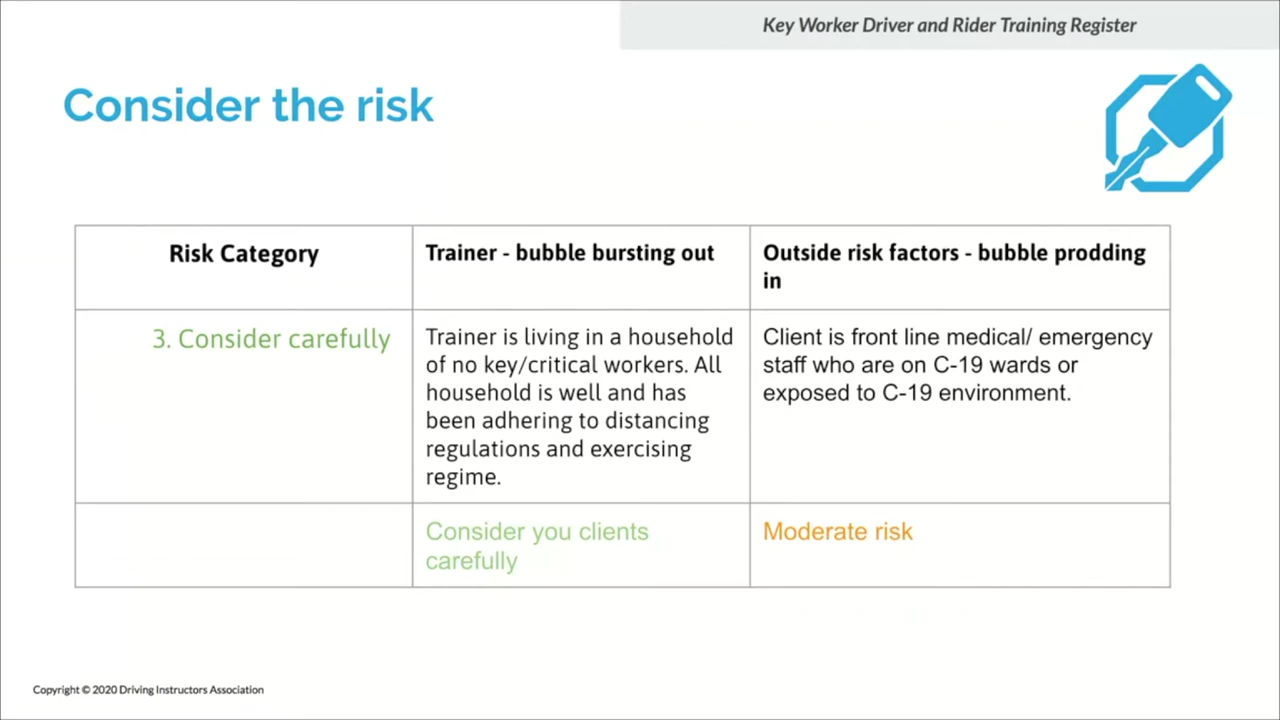 Key Worker Driver and Rider Training Register
Consider the risk
Risk Category
Trainer - bubble bursting out
Outside risk factors - bubble prodding
in
3. Consider carefully
Trainer is living in a household
of no key/critical workers. All
household is well and has
been adhering to distancing
regulations and exercising
regime.
Client is front line medical/ emergency
staff who are on C-19 wards or
exposed to C-19 environment.
Consider you clients
carefully
Moderate risk
Copyright © 2020 Driving Instructors Association